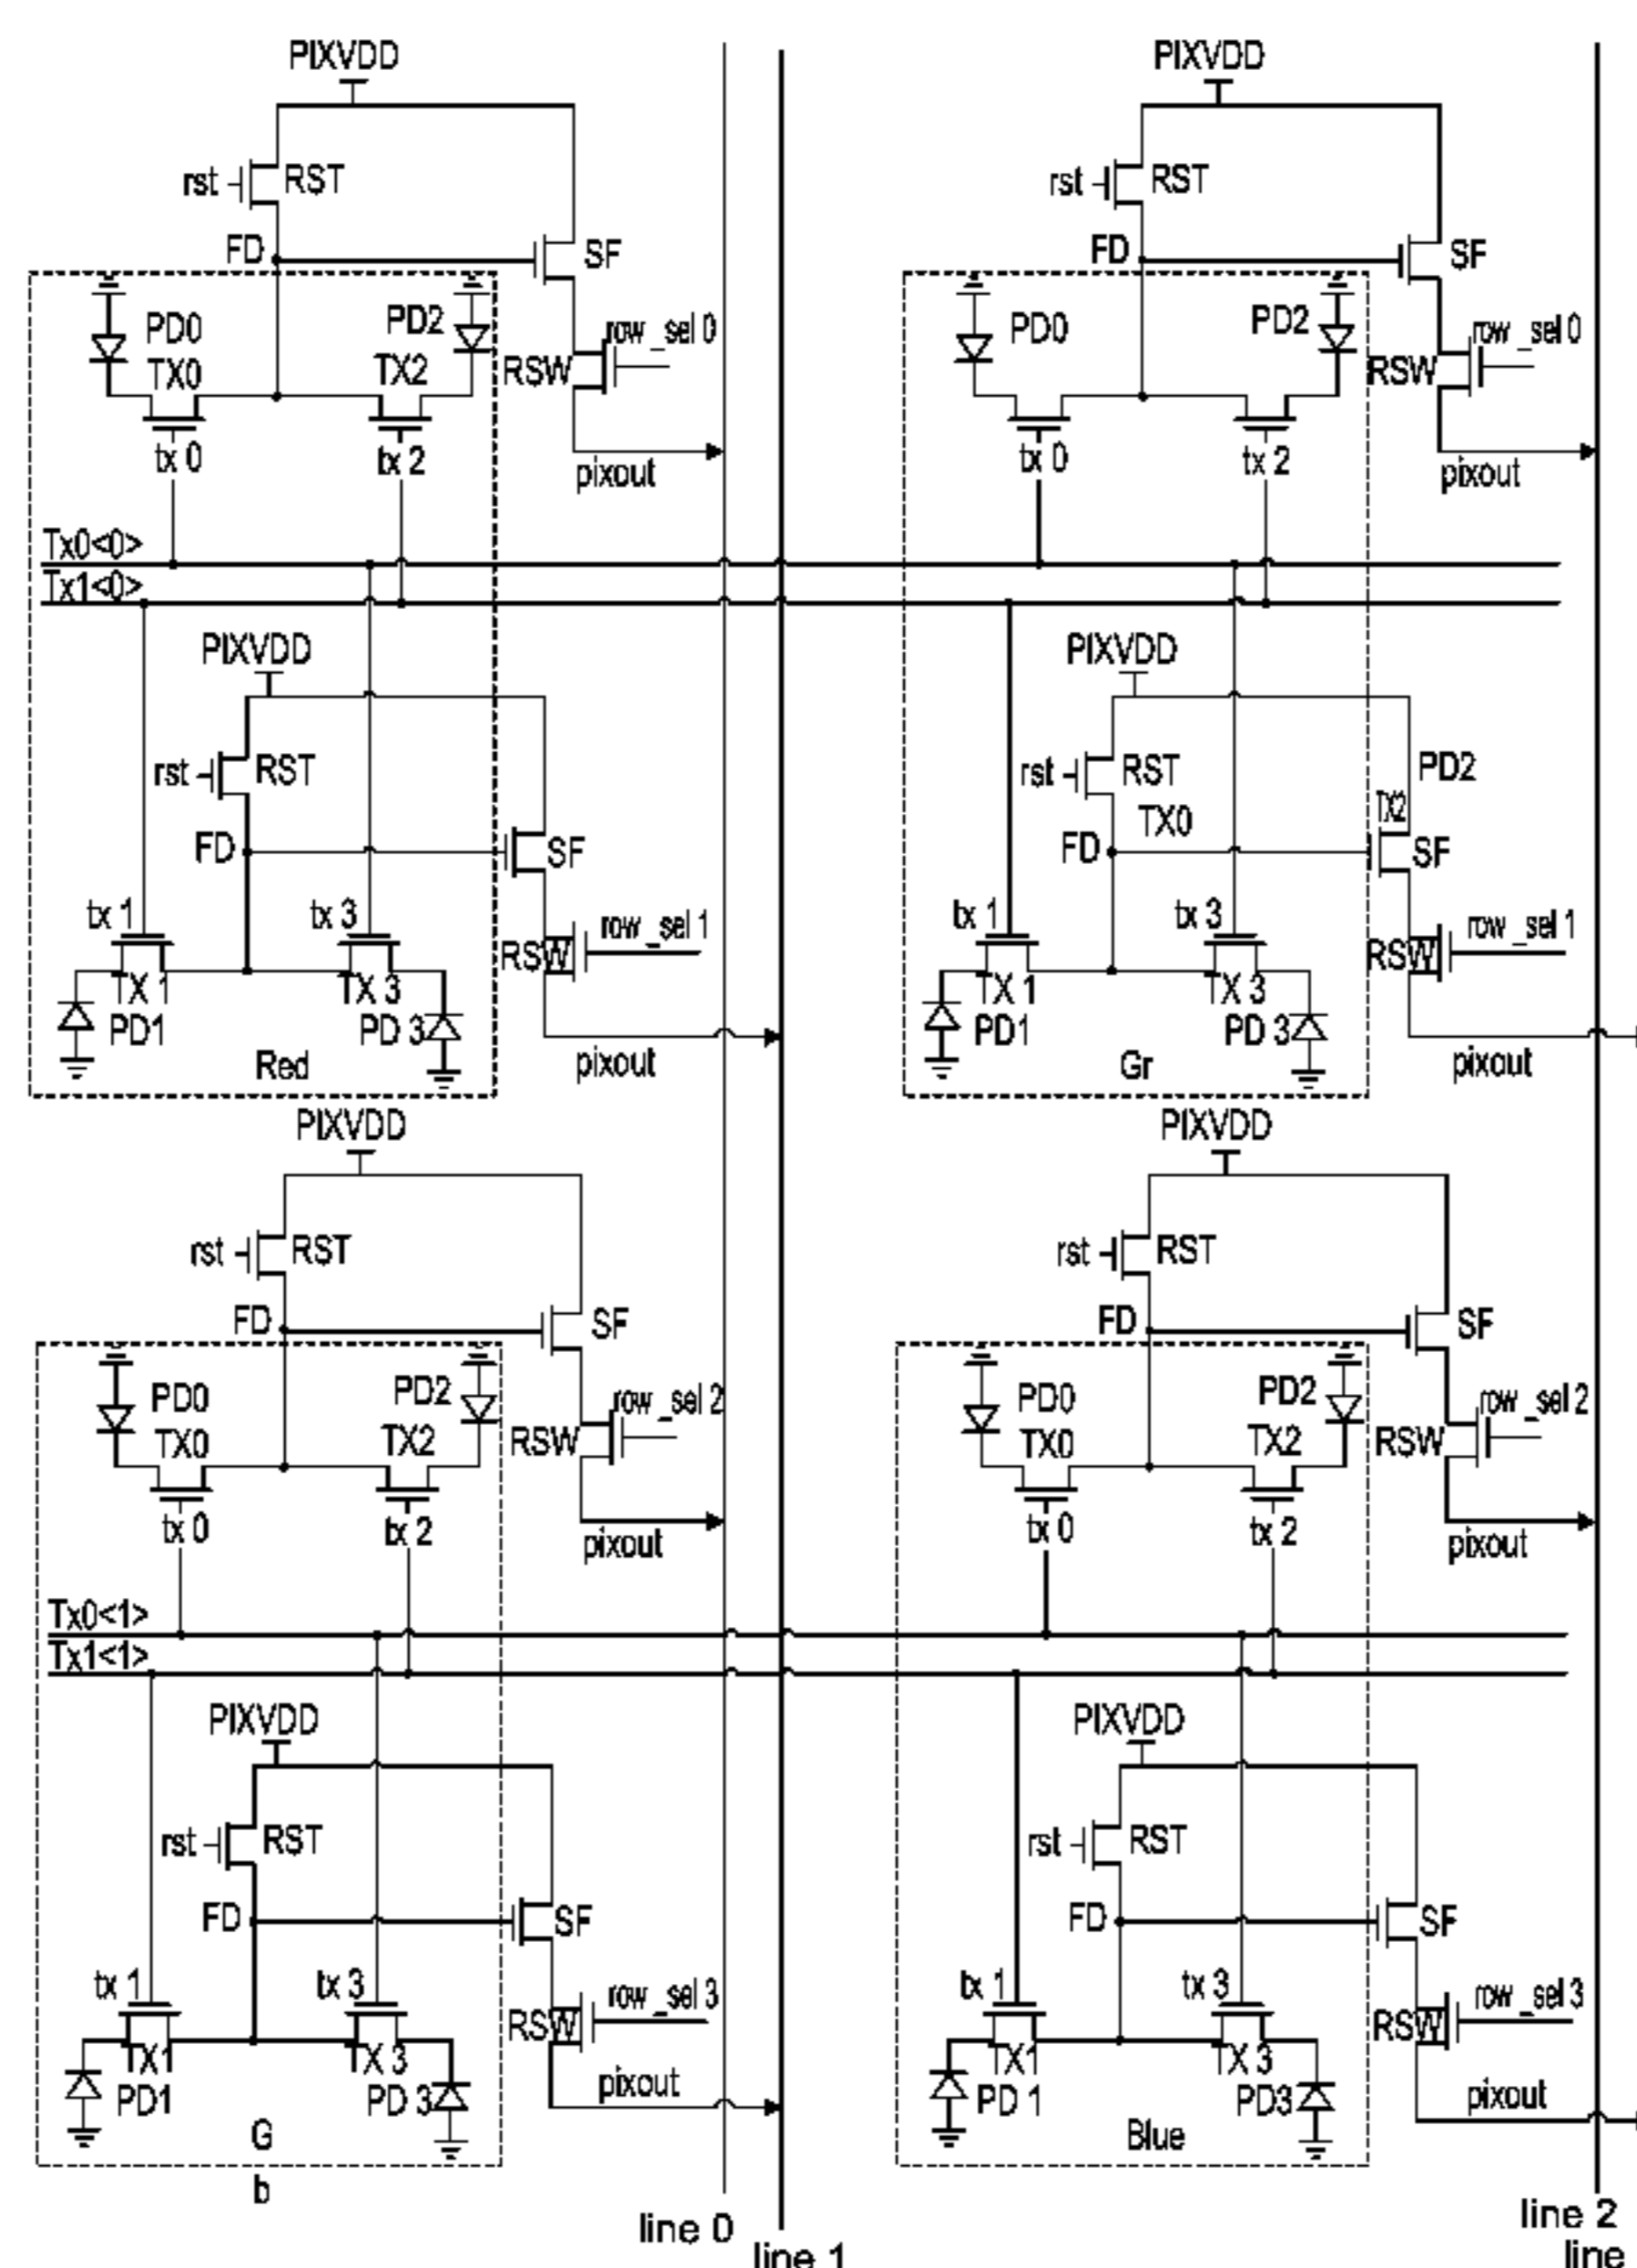 PIXVDD PIXVDD
rst RST rst RST
FD SF FD SF
PD0 PD2 row_sel 0 PD0 PD2 row_sel 0
TX0 TX2 RSW RSW
tx 0 tx 2 pixout tx 0 tx 2 pixout
Tx0<0>
Tx1<0>
PIXVDD PIXVDD
rst RST rst RST PD2
TX0 TX2
FD SF FD SF
tx 1 tx 3 row_sel 1 tx 1 tx 3 row_sel 1
RSW RSW
TX 1 TX 3 TX 1 TX 3
PD1 PD 3 PD1 PD 3
Red pixout Gr pixout
PIXVDD PIXVDD
rst RST rst RST
FD SF FD SF
PD0 PD2 row_sel 2 PD0 PD2 row_sel 2
TX0 TX2 RSW TX0 TX2 RSW
tx 0 tx 2 pixout tx 0 tx 2 pixout
Tx0<1>
Tx1<1>
PIXVDD PIXVDD
rst RST rst RST
FD SF FD SF
tx 1 tx 3 row_sel 3 tx 1 tx 3 row_sel 3
RSW RSW
TX1 TX 3 TX1 TX 3
PD1 PD 3 pixout PD 1 PD3 pixout
G Blue
b
line 0 line 2
line 1 line